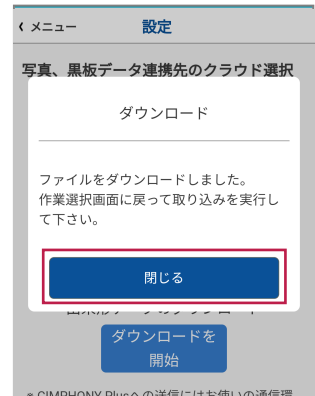 ‹ メニュー 設定
写真、黒板データ連携先のクラウド選択
ダウンロード
ファイルをダウンロードしました。
作業選択画面に戻って取り込みを実行し
て下さい。
閉じる
ダウンロードを
開始
※ CIMPHONY Plusへの送信にはお使いの通信環